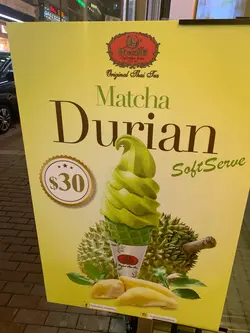 Original Thai Tea
Matcha
Durian
SoftServe
$30